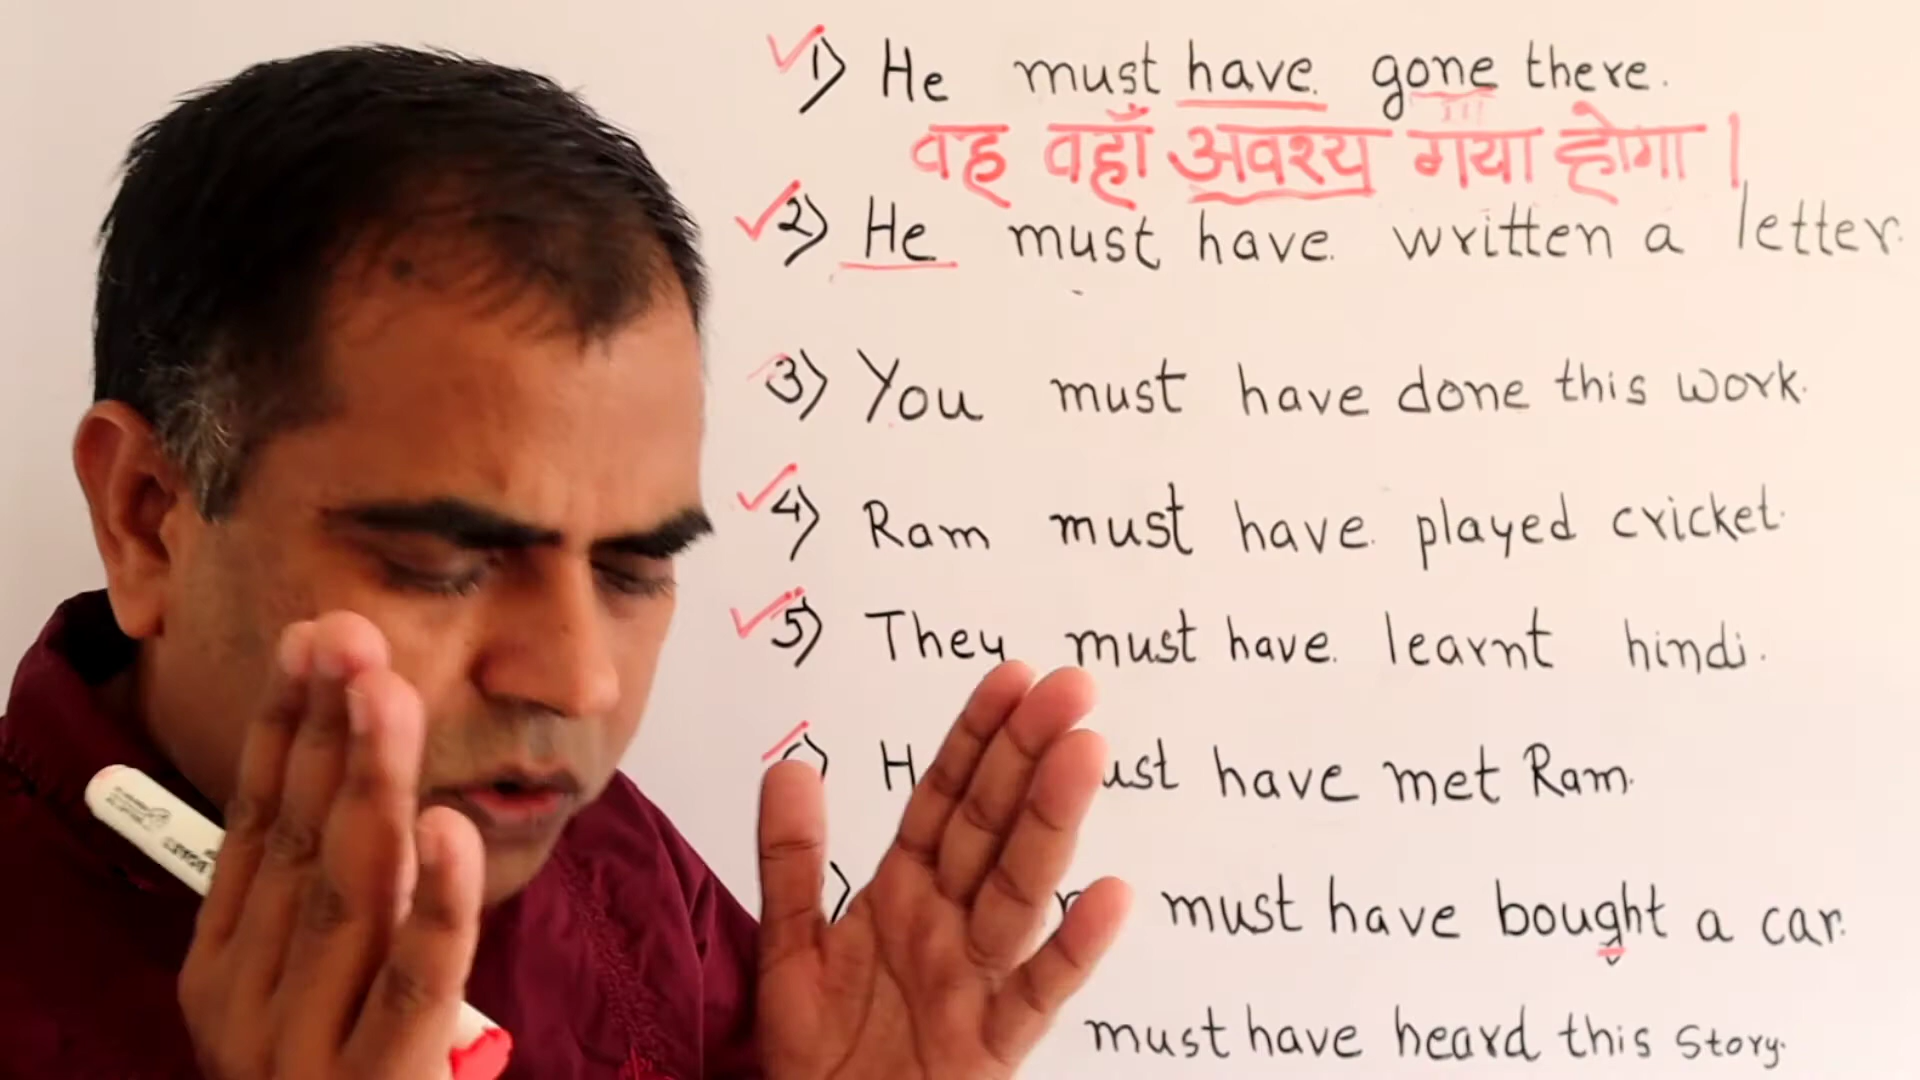 1) He must have gone there.
वह वहाँ अवश्य गया होगा।
2) He must have written a letter.
3) You must have done this work.
4) Ram must have played cricket.
5) They must have learnt hindi.
have met Ram.
must have bought a car.
must have heard this story.